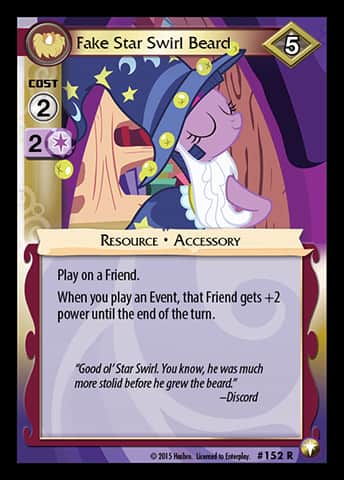 Fake Star Swirl Beard
5
COST
2
2
RESOURCE • ACCESSORY
Play on a Friend.
When you play an Event, that Friend gets +2
power until the end of the turn.
"Good ol' Star Swirl. You know, he was much
more stolid before he grew the beard."
–Discord
© 2015 Hasbro. Licensed to Enterplay. #152 R